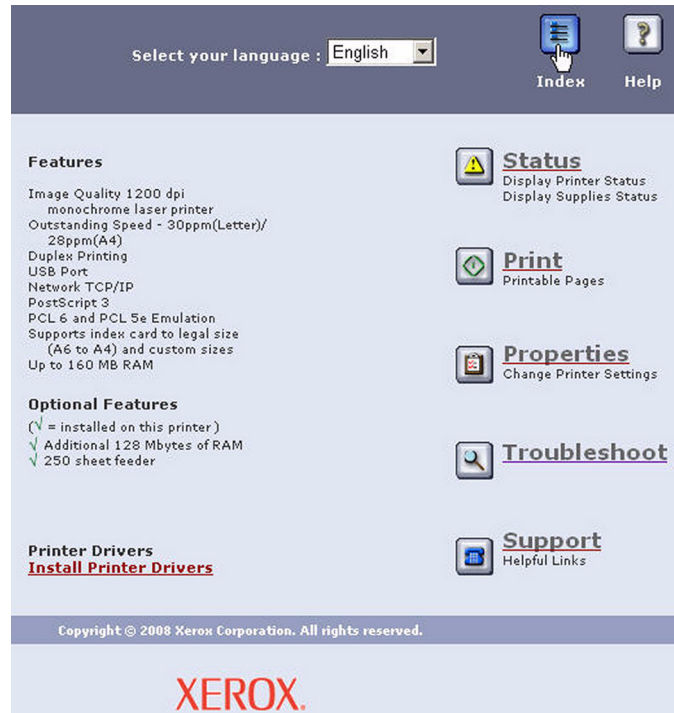 Select your language : English
Index
Help
Features
Image Quality 1200 dpi
monochrome laser printer
Outstanding Speed - 30ppm(Letter)/
28ppm(A4)
Duplex Printing
USB Port
Network TCP/IP
PostScript 3
PCL 6 and PCL 5e Emulation
Supports index card to legal size
(A6 to A4) and custom sizes
Up to 160 MB RAM
Optional Features
(√ = installed on this printer)
√ Additional 128 Mbytes of RAM
√ 250 sheet feeder
Printer Drivers
Install Printer Drivers
Status
Display Printer Status
Display Supplies Status
Print
Printable Pages
Properties
Change Printer Settings
Troubleshoot
Support
Helpful Links
Copyright © 2008 Xerox Corporation. All rights reserved.
XEROX.